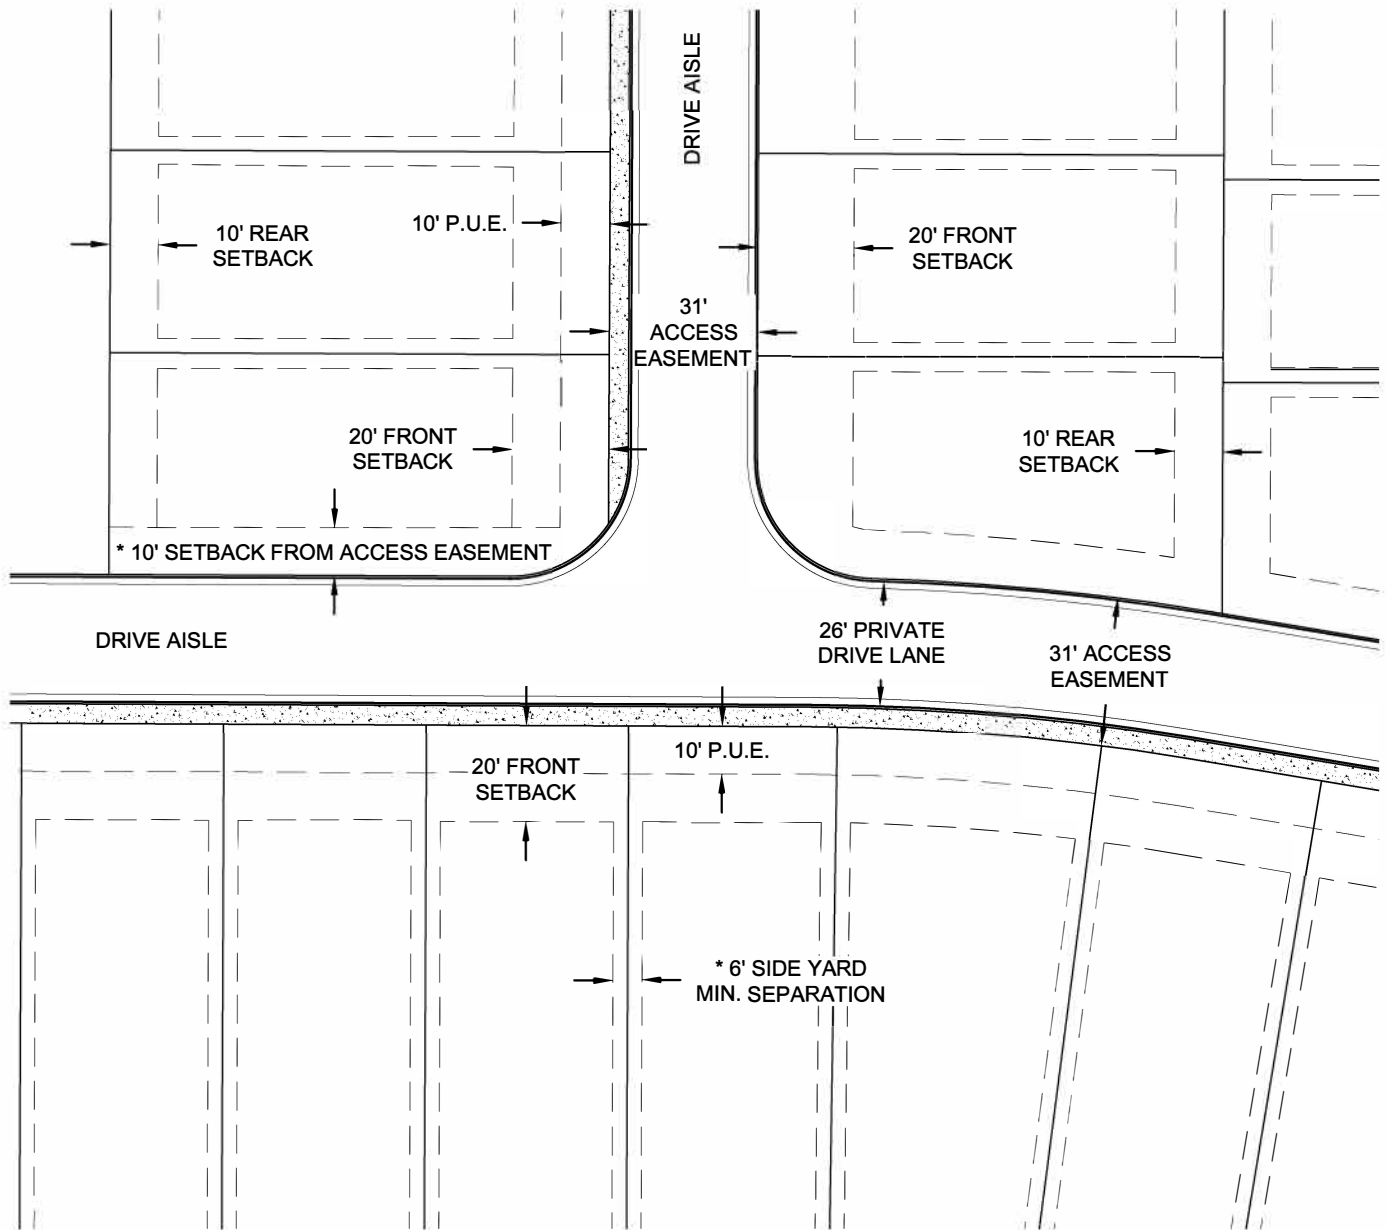 DRIVE AISLE
10' REAR
SETBACK
10' P.U.E.
20' FRONT
SETBACK
31'
ACCESS
EASEMENT
20' FRONT
SETBACK
10' REAR
SETBACK
* 10' SETBACK FROM ACCESS EASEMENT
DRIVE AISLE
26' PRIVATE
DRIVE LANE
31' ACCESS
EASEMENT
20' FRONT
SETBACK
10' P.U.E.
* 6' SIDE YARD
MIN. SEPARATION